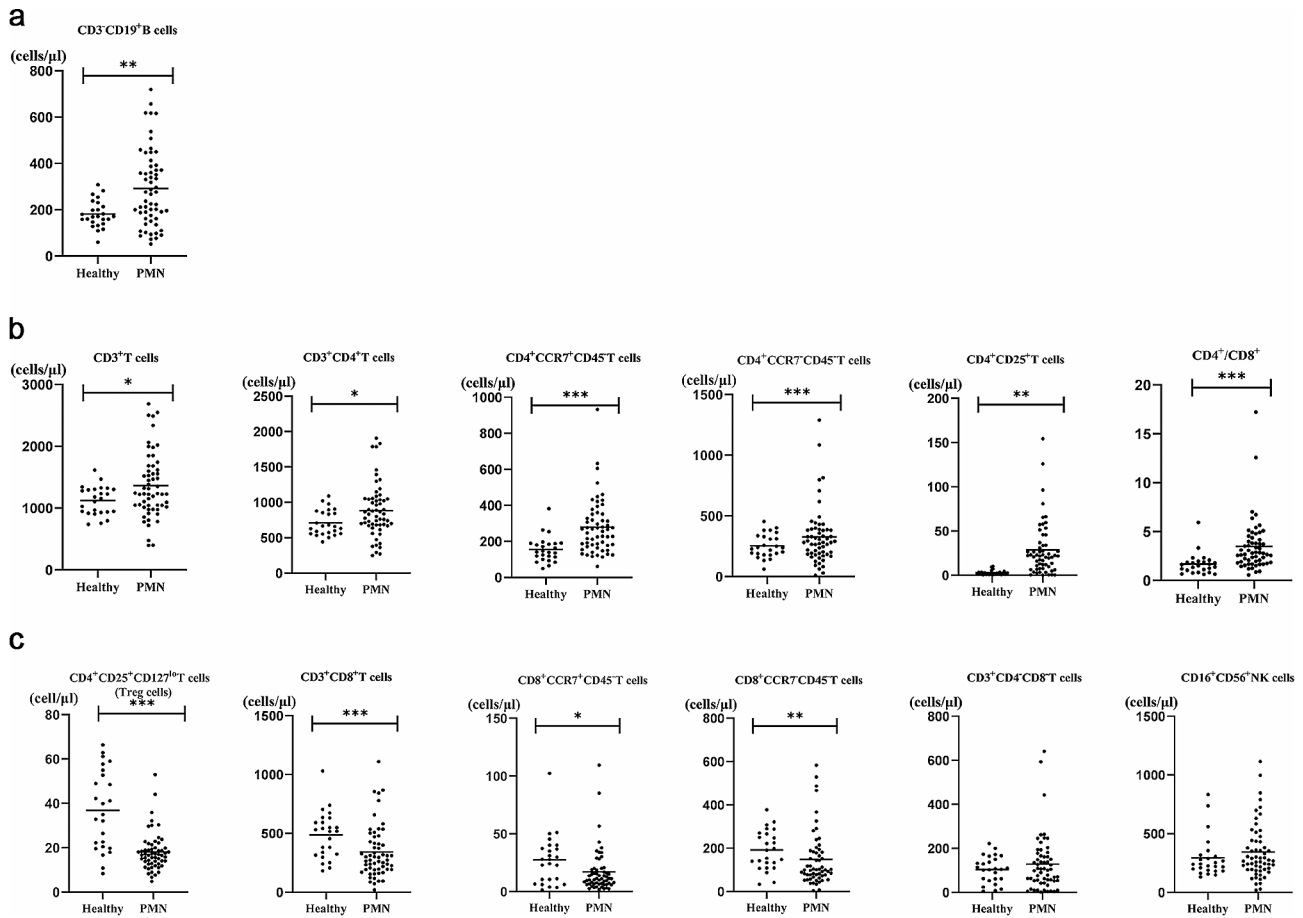 a
CD3⁻CD19⁺B cells
(cells/μl)
**
800
600
400
200
0
Healthy PMN
b
CD3⁺T cells
(cells/μl)
*
3000
2000
1000
0
Healthy PMN
CD3⁺CD4⁺T cells
(cells/μl)
*
2500
2000
1500
1000
500
0
Healthy PMN
CD4⁺CCR7⁺CD45⁻T cells
(cells/μl)
***
1000
800
600
400
200
0
Healthy PMN
CD4⁺CCR7⁻CD45⁻T cells
(cells/μl)
***
1500
1000
500
0
Healthy PMN
CD4⁺CD25⁺T cells
(cells/μl)
**
200
150
100
50
0
Healthy PMN
CD4⁺/CD8⁺
***
20
15
10
5
0
Healthy PMN
c
CD4⁺CD25⁺CD127ˡᵒT cells
(cell/μl)
(Treg cells)
***
80
60
40
20
0
Healthy PMN
CD3⁺CD8⁺T cells
(cells/μl)
***
1500
1000
500
0
Healthy PMN
CD8⁺CCR7⁺CD45⁻T cells
(cells/μl)
*
150
100
50
0
Healthy PMN
CD8⁺CCR7⁻CD45⁻T cells
(cells/μl)
**
800
600
400
200
0
Healthy PMN
CD3⁺CD4⁻CD8⁻T cells
(cells/μl)
800
600
400
200
0
Healthy PMN
CD16⁺CD56⁺NK cells
(cells/μl)
1500
1000
500
0
Healthy PMN